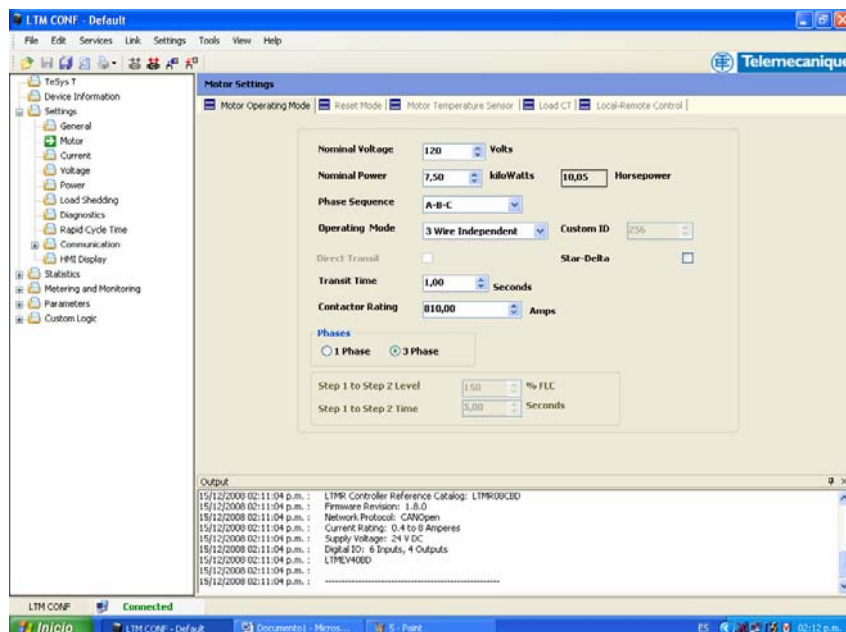 LTM CONF - Default
File Edit Services Link Settings Tools View Help
Telemecanique
TeSys T
Device Information
Settings
General
Motor
Current
Voltage
Power
Load Shedding
Diagnostics
Rapid Cycle Time
Communication
HMI Display
Statistics
Metering and Monitoring
Parameters
Custom Logic
Motor Settings
Motor Operating Mode Reset Mode Motor Temperature Sensor Load CT Local-Remote Control
Nominal Voltage 120 Volts
Nominal Power 7,50 kiloWatts 10,05 Horsepower
Phase Sequence A-B-C
Operating Mode 3 Wire Independent Custom ID 256
Direct Transit Star-Delta
Transit Time 1,00 Seconds
Contactor Rating 810,00 Amps
Phases
1 Phase 3 Phase
Step 1 to Step 2 Level 150 % FLC
Step 1 to Step 2 Time 5,00 Seconds
Output
15/12/2008 02:11:04 p.m. : LTMR Controller Reference Catalog: LTMR08CBD
15/12/2008 02:11:04 p.m. : Firmware Revision: 1.8.0
15/12/2008 02:11:04 p.m. : Network Protocol: CANOpen
15/12/2008 02:11:04 p.m. : Current Rating: 0.4 to 8 Amperes
15/12/2008 02:11:04 p.m. : Supply Voltage: 24 V DC
15/12/2008 02:11:04 p.m. : Digital IO: 6 Inputs, 4 Outputs
15/12/2008 02:11:04 p.m. : LTMEV40BD
15/12/2008 02:11:04 p.m. :
15/12/2008 02:11:04 p.m. : ------------------------------------------------------
LTM CONF Connected
Inicio LTM CONF - Default Documento1 - Micros... 5 - Paint ES 02:12 p.m.